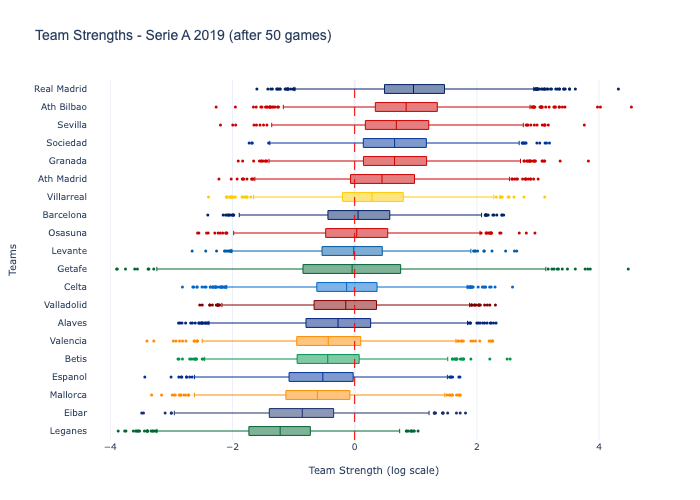 Team Strengths - Serie A 2019 (after 50 games)
Real Madrid
Ath Bilbao
Sevilla
Sociedad
Granada
Ath Madrid
Villarreal
Barcelona
Osasuna
Levante
Getafe
Celta
Valladolid
Alaves
Valencia
Betis
Espanol
Mallorca
Eibar
Leganes
Teams
−4
−2
0
2
4
Team Strength (log scale)